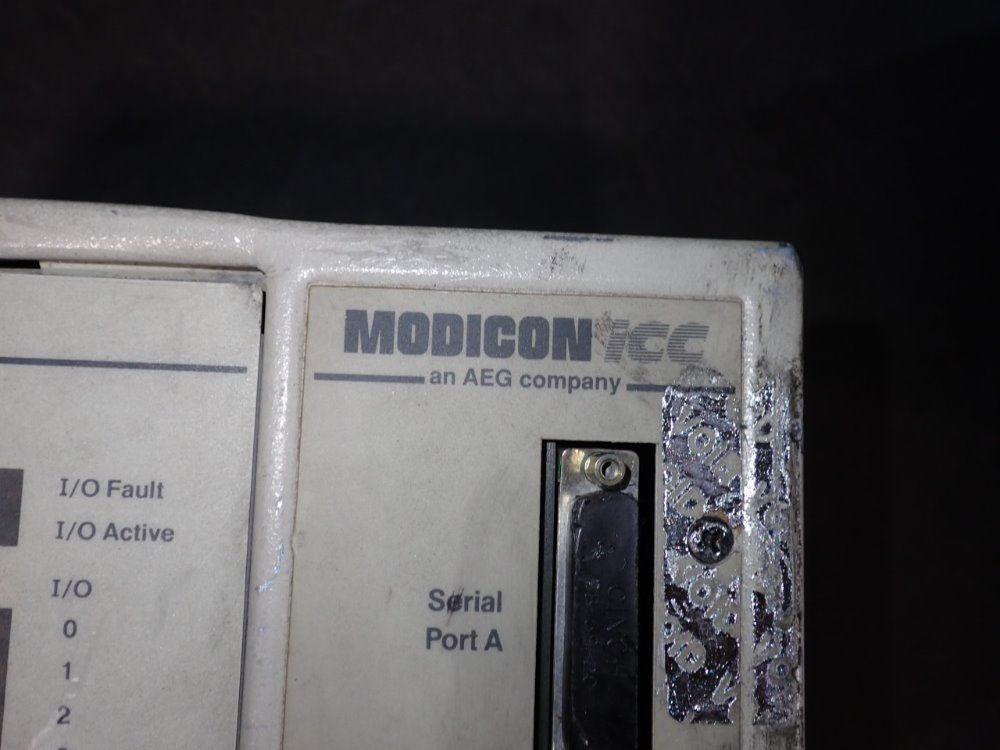 MODICON icc
an AEG company
I/O Fault
I/O Active
I/O
0
1
2
Serial
Port A